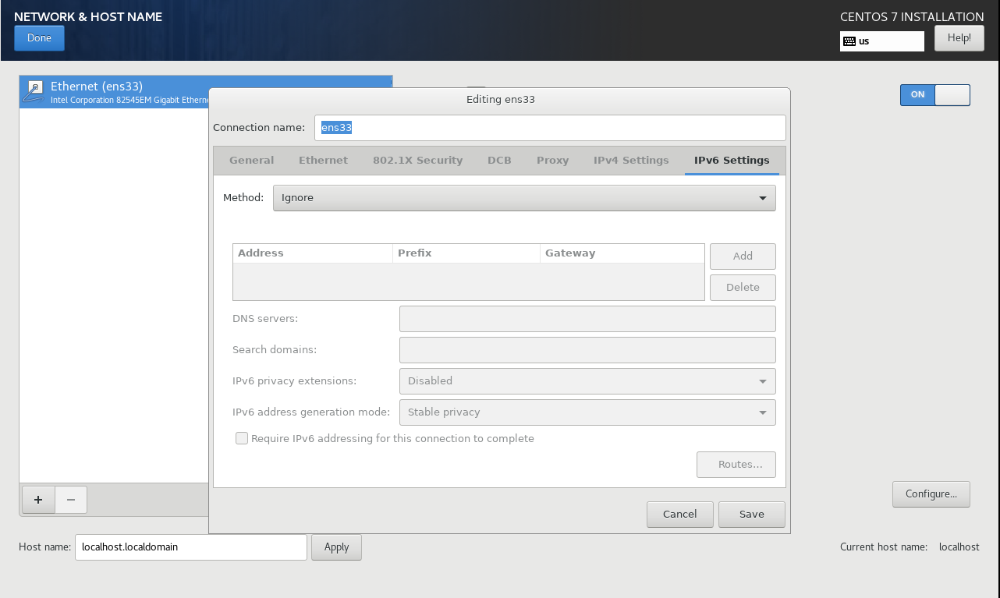 NETWORK & HOST NAME
CENTOS 7 INSTALLATION
Done
us
Help!
Ethernet (ens33)
Intel Corporation 82545EM Gigabit
ON
Editing ens33
Connection name: ens33
General Ethernet 802.1X Security DCB Proxy IPv4 Settings IPv6 Settings
Method: Ignore
Address Prefix Gateway
Add
Delete
DNS servers:
Search domains:
IPv6 privacy extensions: Disabled
IPv6 address generation mode: Stable privacy
Require IPv6 addressing for this connection to complete
Routes...
+ −
Configure...
Cancel Save
Host name: localhost.localdomain Apply
Current host name: localhost